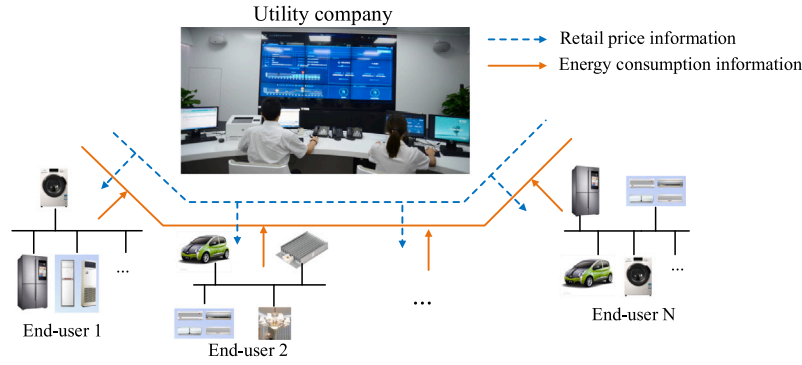 Utility company
Retail price information
Energy consumption information
...
End-user 1
End-user 2
...
...
End-user N